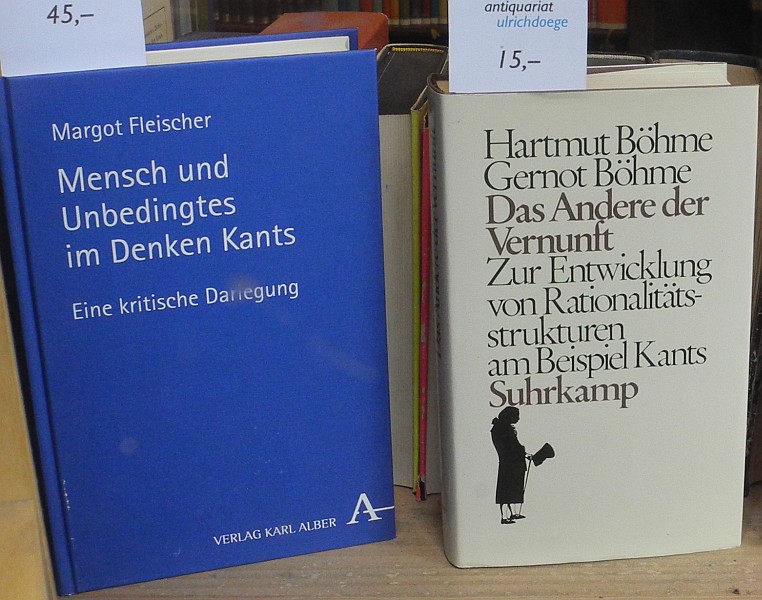 45,–
Margot Fleischer
Mensch und
Unbedingtes
im Denken Kants
Eine kritische Darlegung
VERLAG KARL ALBER
antiquariat
ulrichdoege
15,–
Hartmut Böhme
Gernot Böhme
Das Andere der
Vernunft
Zur Entwicklung
von Rationalitäts-
strukturen
am Beispiel Kants
Suhrkamp